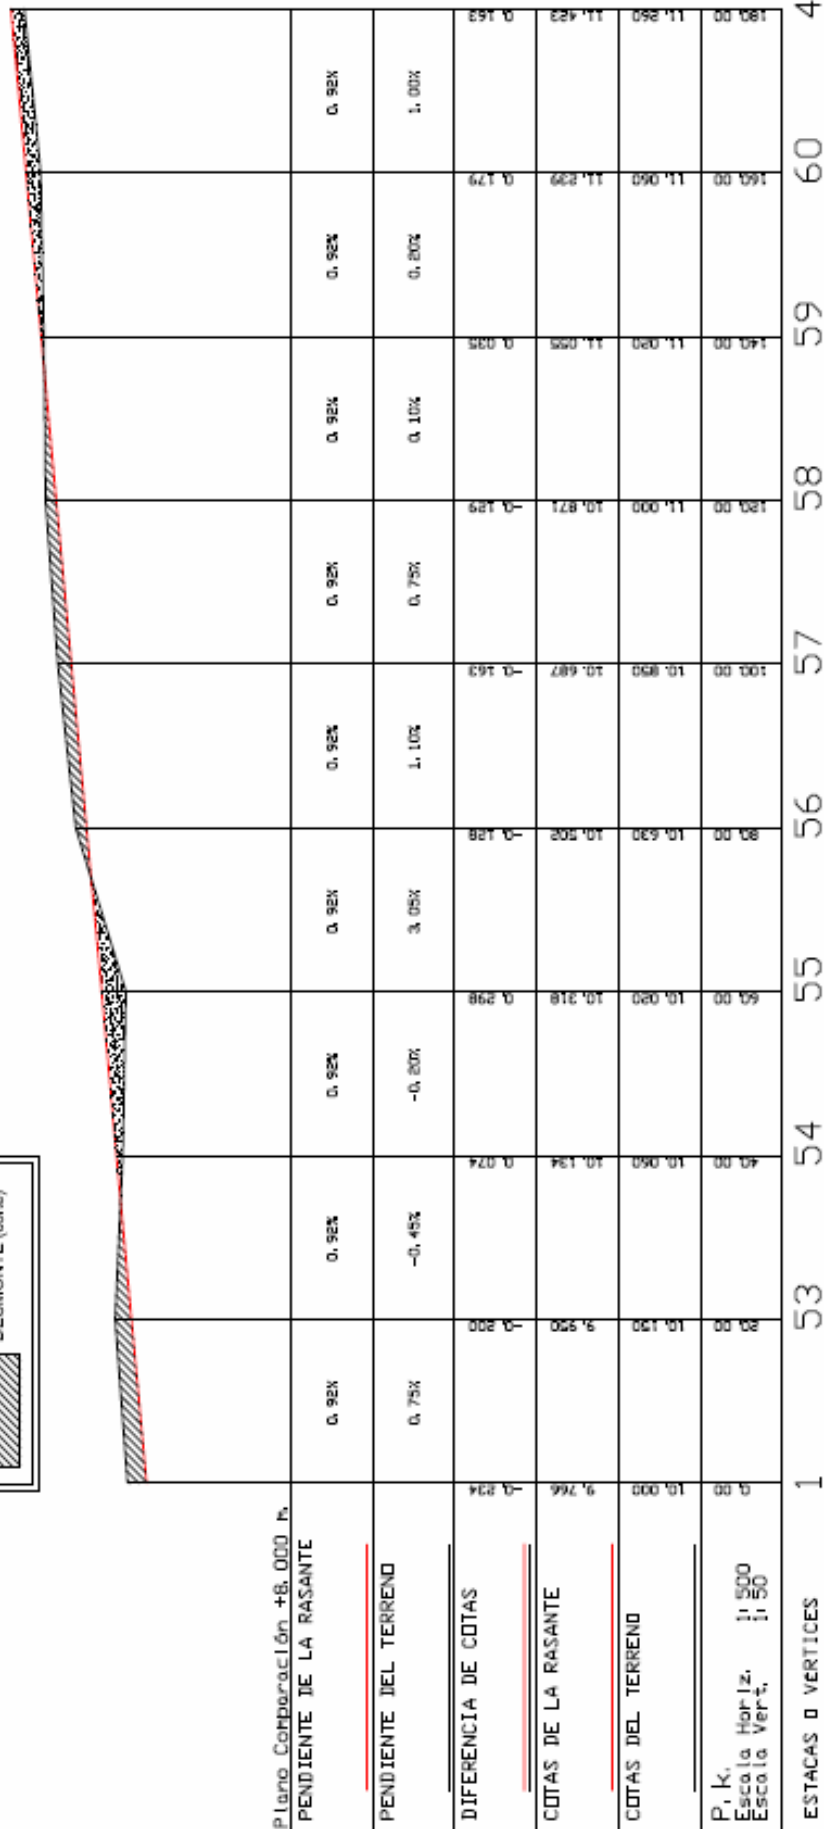 DESMONTE
Plano Comparación +8,000 m.
PENDIENTE DE LA RASANTE
0,92% 0,92% 0,92% 0,92% 0,92% 0,92% 0,92% 0,92% 0,92%
PENDIENTE DEL TERRENO
0,75% -0,45% -0,20% 3,05% 1,10% 0,75% 0,10% 0,20% 1,00%
DIFERENCIA DE COTAS
-0,234 -0,200 0,074 0,298 -0,128 -0,163 -0,129 0,035 0,179 0,163
COTAS DE LA RASANTE
9,766 9,950 10,134 10,318 10,502 10,687 10,871 11,055 11,239 11,423
COTAS DEL TERRENO
10,000 10,150 10,060 10,020 10,630 10,850 11,000 11,020 11,060 11,260
P.K.
0,00 20,00 40,00 60,00 80,00 100,00 120,00 140,00 160,00 180,00
Escala Horiz. 1:500
Escala Vert. 1:50
ESTACAS O VÉRTICES
1 53 54 55 56 57 58 59 60 4